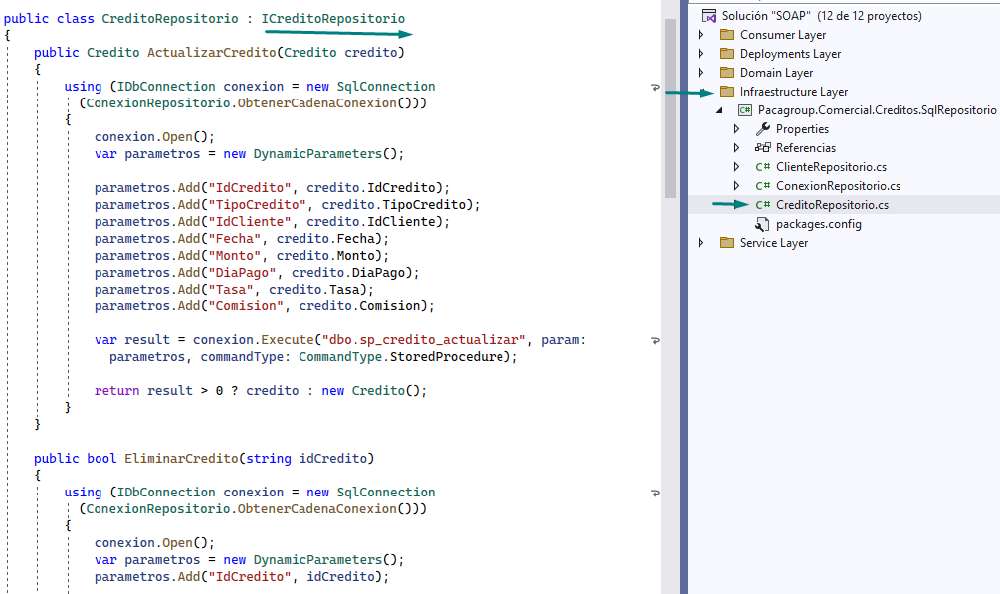 public class CreditoRepositorio : ICreditoRepositorio
{
public Credito ActualizarCredito(Credito credito)
{
using (IDbConnection conexion = new SqlConnection
(ConexionRepositorio.ObtenerCadenaConexion()))
{
conexion.Open();
var parametros = new DynamicParameters();
parametros.Add("IdCredito", credito.IdCredito);
parametros.Add("TipoCredito", credito.TipoCredito);
parametros.Add("IdCliente", credito.IdCliente);
parametros.Add("Fecha", credito.Fecha);
parametros.Add("Monto", credito.Monto);
parametros.Add("DiaPago", credito.DiaPago);
parametros.Add("Tasa", credito.Tasa);
parametros.Add("Comision", credito.Comision);
var result = conexion.Execute("dbo.sp_credito_actualizar", param:
parametros, commandType: CommandType.StoredProcedure);
return result > 0 ? credito : new Credito();
}
}
public bool EliminarCredito(string idCredito)
{
using (IDbConnection conexion = new SqlConnection
(ConexionRepositorio.ObtenerCadenaConexion()))
{
conexion.Open();
var parametros = new DynamicParameters();
parametros.Add("IdCredito", idCredito);
Solución "SOAP" (12 de 12 proyectos)
Consumer Layer
Deployments Layer
Domain Layer
Infraestructure Layer
C# Pacagroup.Comercial.Creditos.SqlRepositorio
Properties
Referencias
C# ClienteRepositorio.cs
C# ConexionRepositorio.cs
C# CreditoRepositorio.cs
packages.config
Service Layer